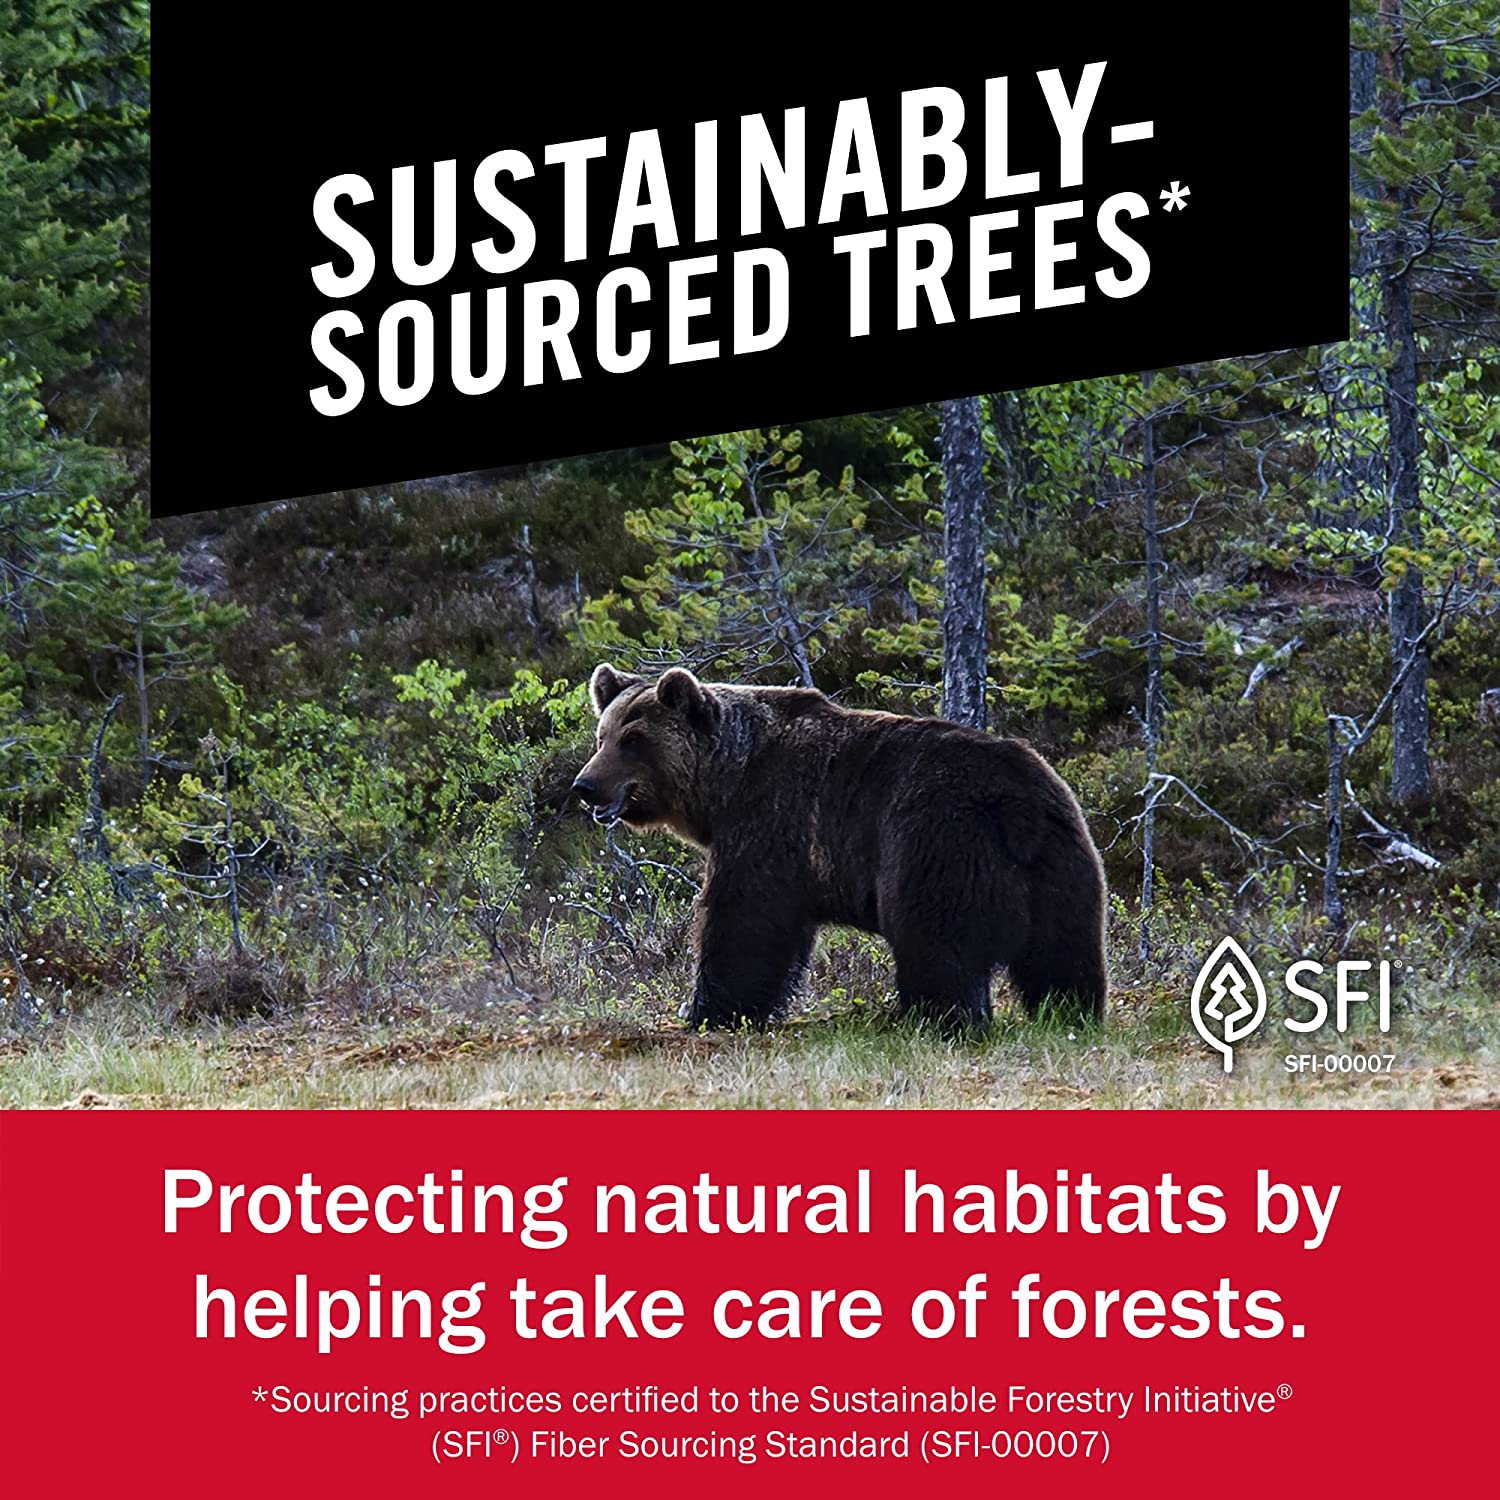 SUSTAINABLY-
SOURCED TREES*
SFI®
SFI-00007
Protecting natural habitats by
helping take care of forests.
*Sourcing practices certified to the Sustainable Forestry Initiative®
(SFI®) Fiber Sourcing Standard (SFI-00007)